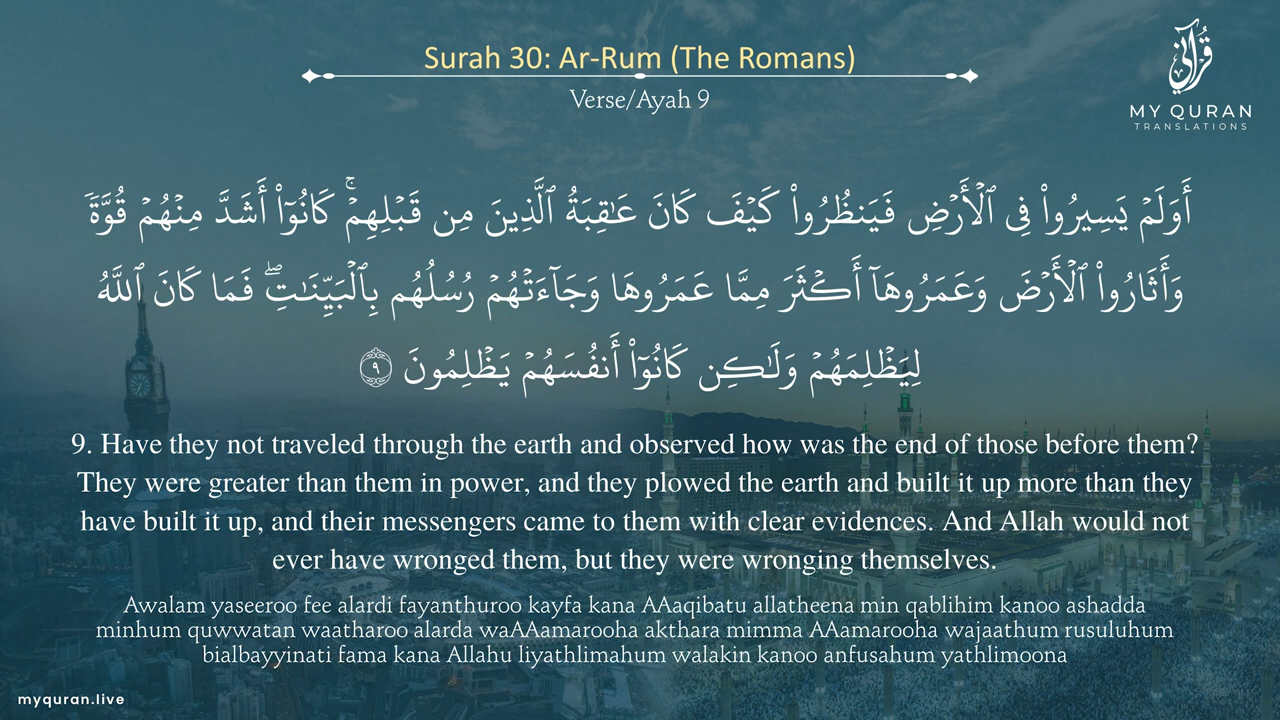 Surah 30: Ar-Rum (The Romans)
Verse/Ayah 9
قُرْآنِي
MY QURAN
TRANSLATIONS
أَوَلَمْ يَسِيرُوا۟ فِى ٱلْأَرْضِ فَيَنظُرُوا۟ كَيْفَ كَانَ عَـٰقِبَةُ ٱلَّذِينَ مِن قَبْلِهِمْ ۚ كَانُوٓا۟ أَشَدَّ مِنْهُمْ قُوَّةً
وَأَثَارُوا۟ ٱلْأَرْضَ وَعَمَرُوهَآ أَكْثَرَ مِمَّا عَمَرُوهَا وَجَآءَتْهُمْ رُسُلُهُم بِٱلْبَيِّنَـٰتِ ۖ فَمَا كَانَ ٱللَّهُ
لِيَظْلِمَهُمْ وَلَـٰكِن كَانُوٓا۟ أَنفُسَهُمْ يَظْلِمُونَ ٩
9. Have they not traveled through the earth and observed how was the end of those before them?
They were greater than them in power, and they plowed the earth and built it up more than they
have built it up, and their messengers came to them with clear evidences. And Allah would not
ever have wronged them, but they were wronging themselves.
Awalam yaseeroo fee alardi fayanthuroo kayfa kana AAaqibatu allatheena min qablihim kanoo ashadda
minhum quwwatan waatharoo alarda waAAamarooha akthara mimma AAamarooha wajaathum rusuluhum
bialbayyinati fama kana Allahu liyathlimahum walakin kanoo anfusahum yathlimoona
myquran.live